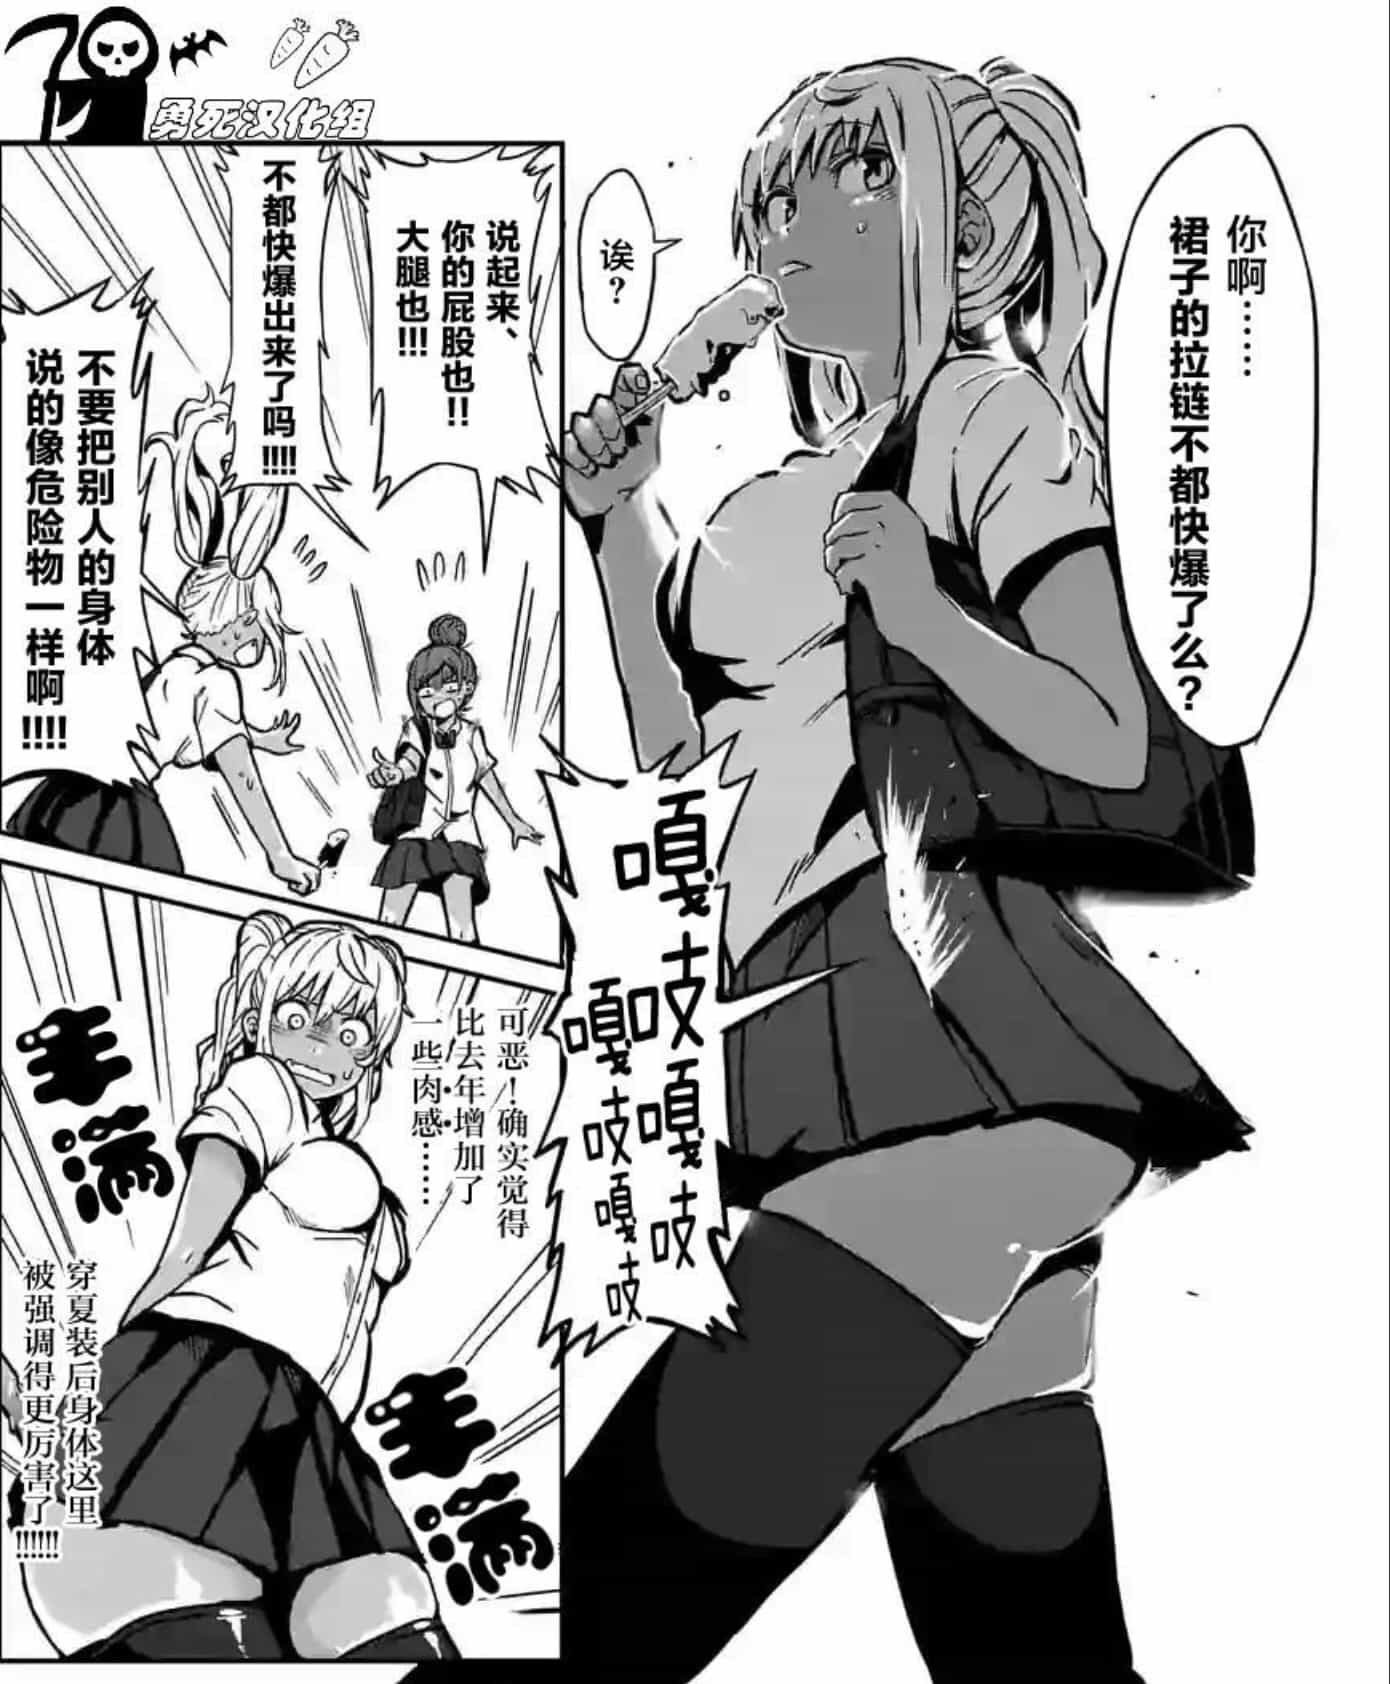 勇死汉化组
你啊……
裙子的拉链不都快爆了么？
诶？
嘎吱嘎吱
嘎吱嘎吱
说起来、
你的屁股也!!
大腿也!!!
不都快爆出来了吗!!!!
不要把别人的身体
说的像危险物一样啊!!!!
可恶！确实觉得
比去年增加了
一些肉感……
丰满
穿夏装后身体这里
被强调得更厉害了!!!!!!
丰满